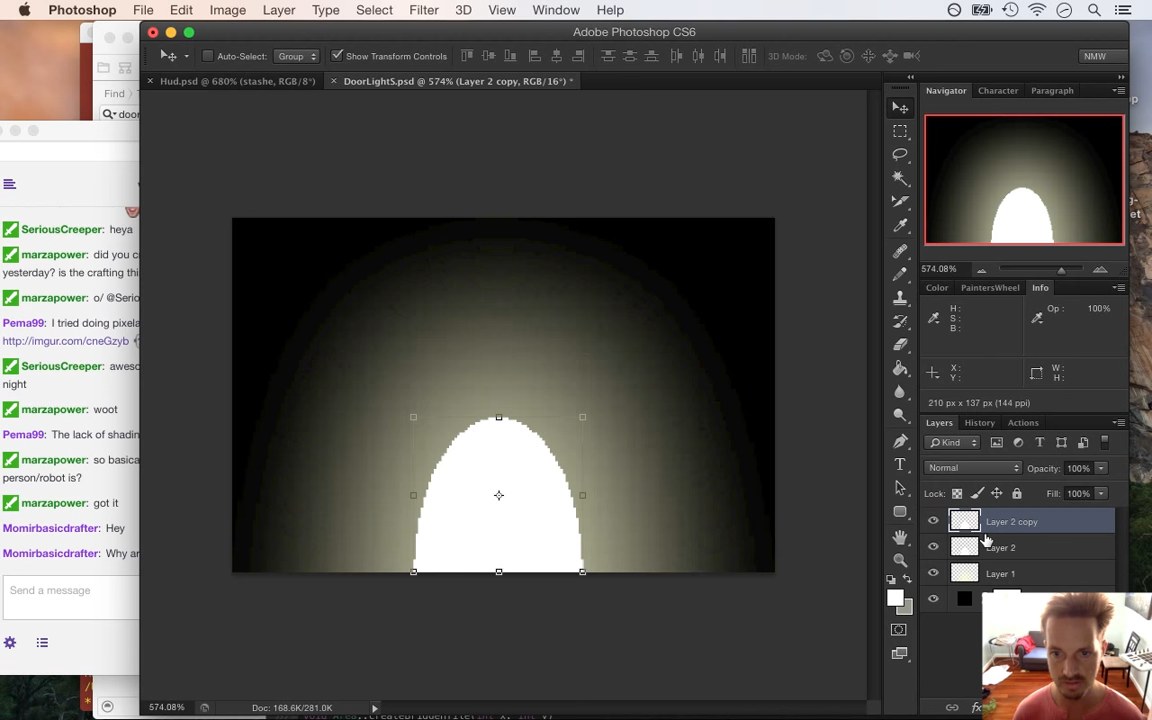 Photoshop File Edit Image Layer Type Select Filter 3D View Window Help
Adobe Photoshop CS6
Auto-Select: Group Show Transform Controls 3D Mode: NMW
Hud.psd @ 680% (stashe, RGB/8*) DoorLightS.psd @ 574% (Layer 2 copy, RGB/16*) *
Find
door
Navigator Character Paragraph
SeriousCreeper: heya
marzapower: did you c
yesterday? is the crafting thi
marzapower: o/ @Serio
Pema99: I tried doing pixela
http://imgur.com/cneGzyb
SeriousCreeper: aweso
night
marzapower: woot
Pema99: The lack of shadin
marzapower: so basica
person/robot is?
marzapower: got it
Momirbasicdrafter: Hey
Momirbasicdrafter: Why ar
Send a message
574.08%
Color PaintersWheel Info
H:
S:
B:
Op: 100%
X:
Y:
W:
H:
210 px x 137 px (144 ppi)
Layers History Actions
Kind
Normal Opacity: 100%
Lock: Fill: 100%
Layer 2 copy
Layer 2
Layer 1
574.08% Doc: 168.6K/281.0K